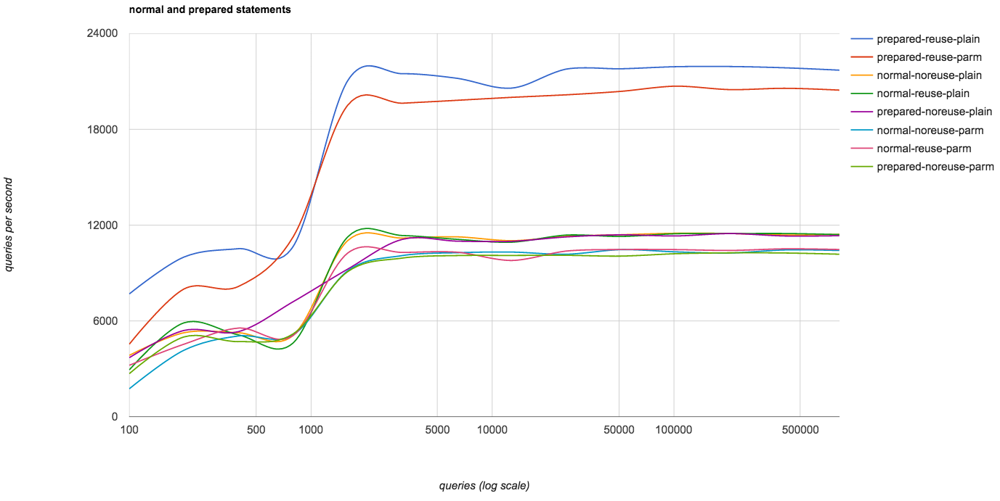 normal and prepared statements
24000
18000
12000
6000
0
queries per second
100 500 1000 5000 10000 50000 100000 500000
queries (log scale)
prepared-reuse-plain
prepared-reuse-parm
normal-noreuse-plain
normal-reuse-plain
prepared-noreuse-plain
normal-noreuse-parm
normal-reuse-parm
prepared-noreuse-parm